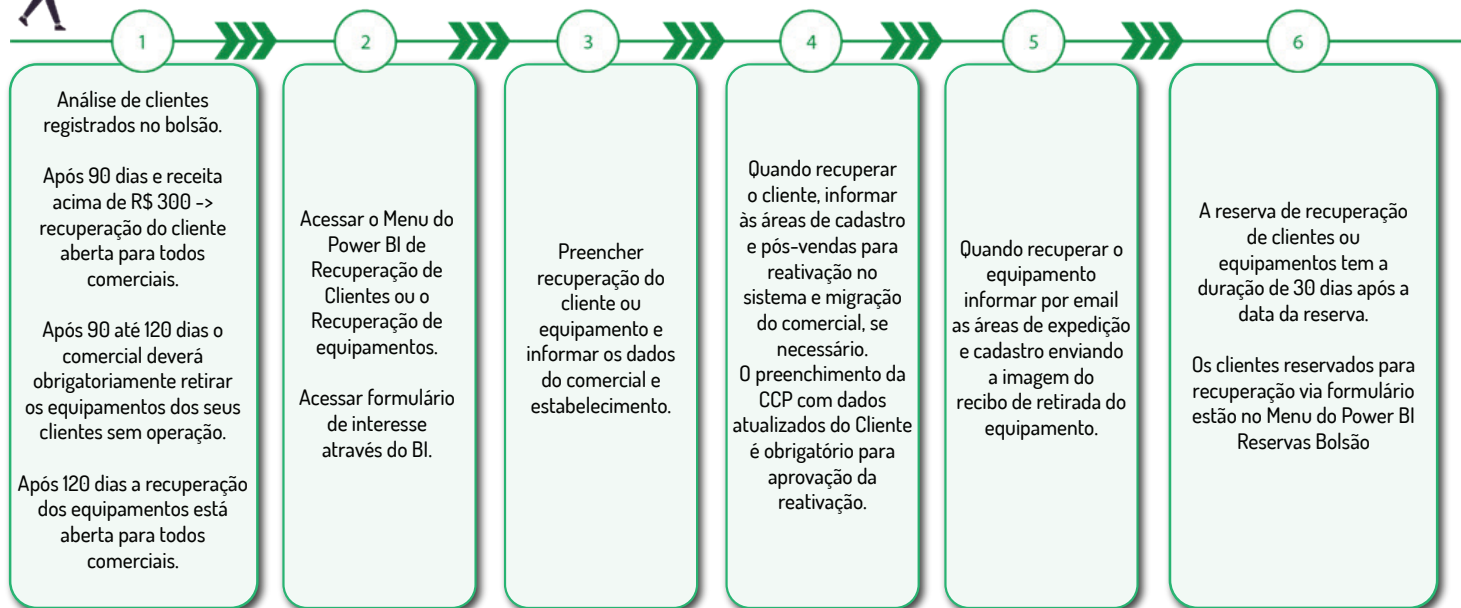 1
2
3
4
5
6
Análise de clientes
registrados no bolsão.
Após 90 dias e receita
acima de R$ 300 ->
recuperação do cliente
aberta para todos
comerciais.
Após 90 até 120 dias o
comercial deverá
obrigatoriamente retirar
os equipamentos dos seus
clientes sem operação.
Após 120 dias a recuperação
dos equipamentos está
aberta para todos
comerciais.
Acessar o Menu do
Power BI de
Recuperação de
Clientes ou o
Recuperação de
equipamentos.
Acessar formulário
de interesse
através do BI.
Preencher
recuperação do
cliente ou
equipamento e
informar os dados
do comercial e
estabelecimento.
Quando recuperar
o cliente, informar
às áreas de cadastro
e pós-vendas para
reativação no
sistema e migração
do comercial, se
necessário.
O preenchimento da
CCP com dados
atualizados do Cliente
é obrigatório para
aprovação da
reativação.
Quando recuperar o
equipamento
informar por email
as áreas de expedição
e cadastro enviando
a imagem do
recibo de retirada do
equipamento.
A reserva de recuperação
de clientes ou
equipamentos tem a
duração de 30 dias após a
data da reserva.
Os clientes reservados para
recuperação via formulário
estão no Menu do Power BI
Reservas Bolsão